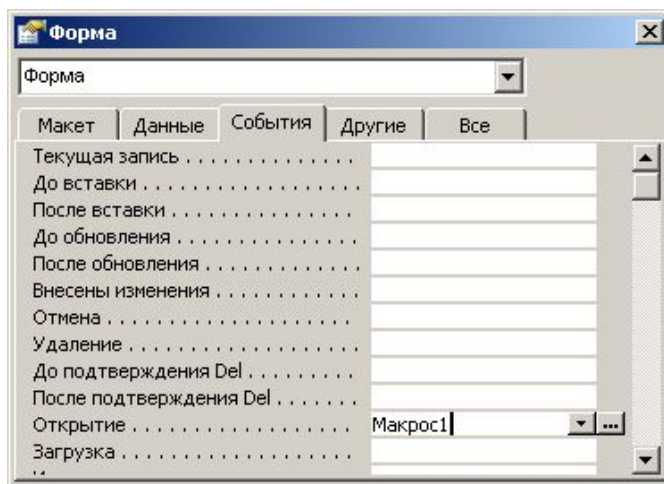 Форма
Форма
Макет Данные События Другие Все
Текущая запись . . . . . . . . . . . . . . .
До вставки . . . . . . . . . . . . . . . . . . .
После вставки . . . . . . . . . . . . . . . .
До обновления . . . . . . . . . . . . . . . .
После обновления . . . . . . . . . . . . .
Внесены изменения . . . . . . . . . . . .
Отмена . . . . . . . . . . . . . . . . . . . . .
Удаление . . . . . . . . . . . . . . . . . . . .
До подтверждения Del . . . . . . . . .
После подтверждения Del . . . . . . .
Открытие . . . . . . . . . . . . . . . . . . . Макрос1 ...
Загрузка . . . . . . . . . . . . . . . . . . . .